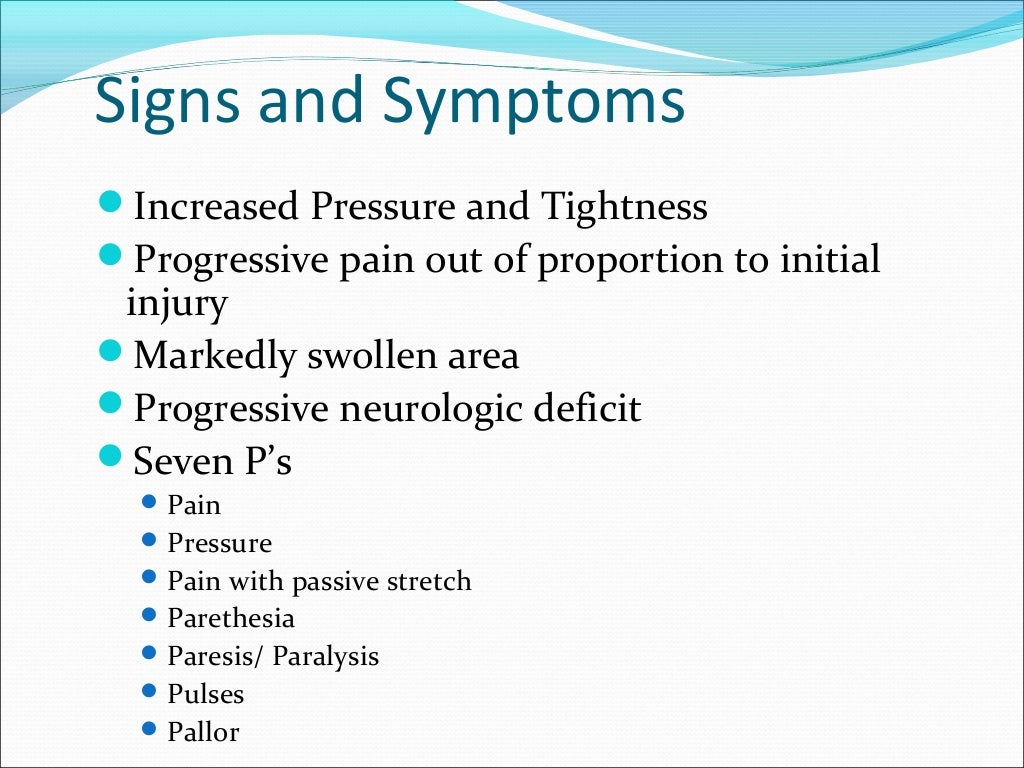 Signs and Symptoms
Increased Pressure and Tightness
Progressive pain out of proportion to initial
injury
Markedly swollen area
Progressive neurologic deficit
Seven P’s
Pain
Pressure
Pain with passive stretch
Parethesia
Paresis/ Paralysis
Pulses
Pallor